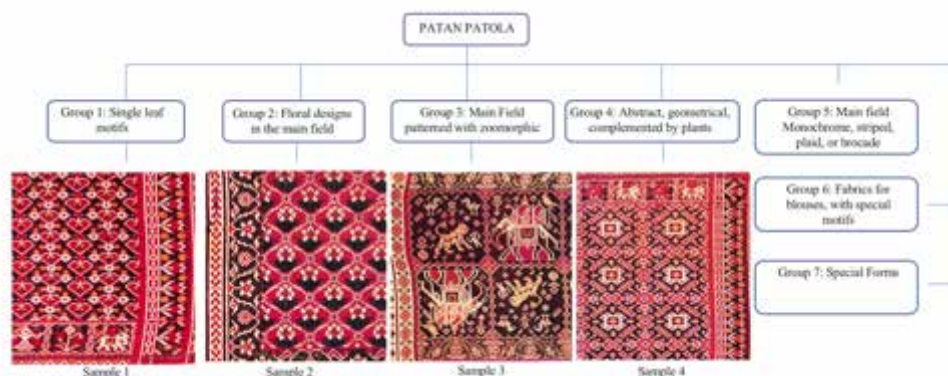 PATAN PATOLA
Group 1: Single leaf
motifs
Group 2: Floral designs
in the main field
Group 3: Main Field
patterned with zoomorphic
Group 4: Abstract, geometrical,
complemented by plants
Group 5: Main field
Monochrome, striped,
plaid, or brocade
Group 6: Fabrics for
blouses, with special
motifs
Group 7: Special Forms
Sample 1
Sample 2
Sample 3
Sample 4